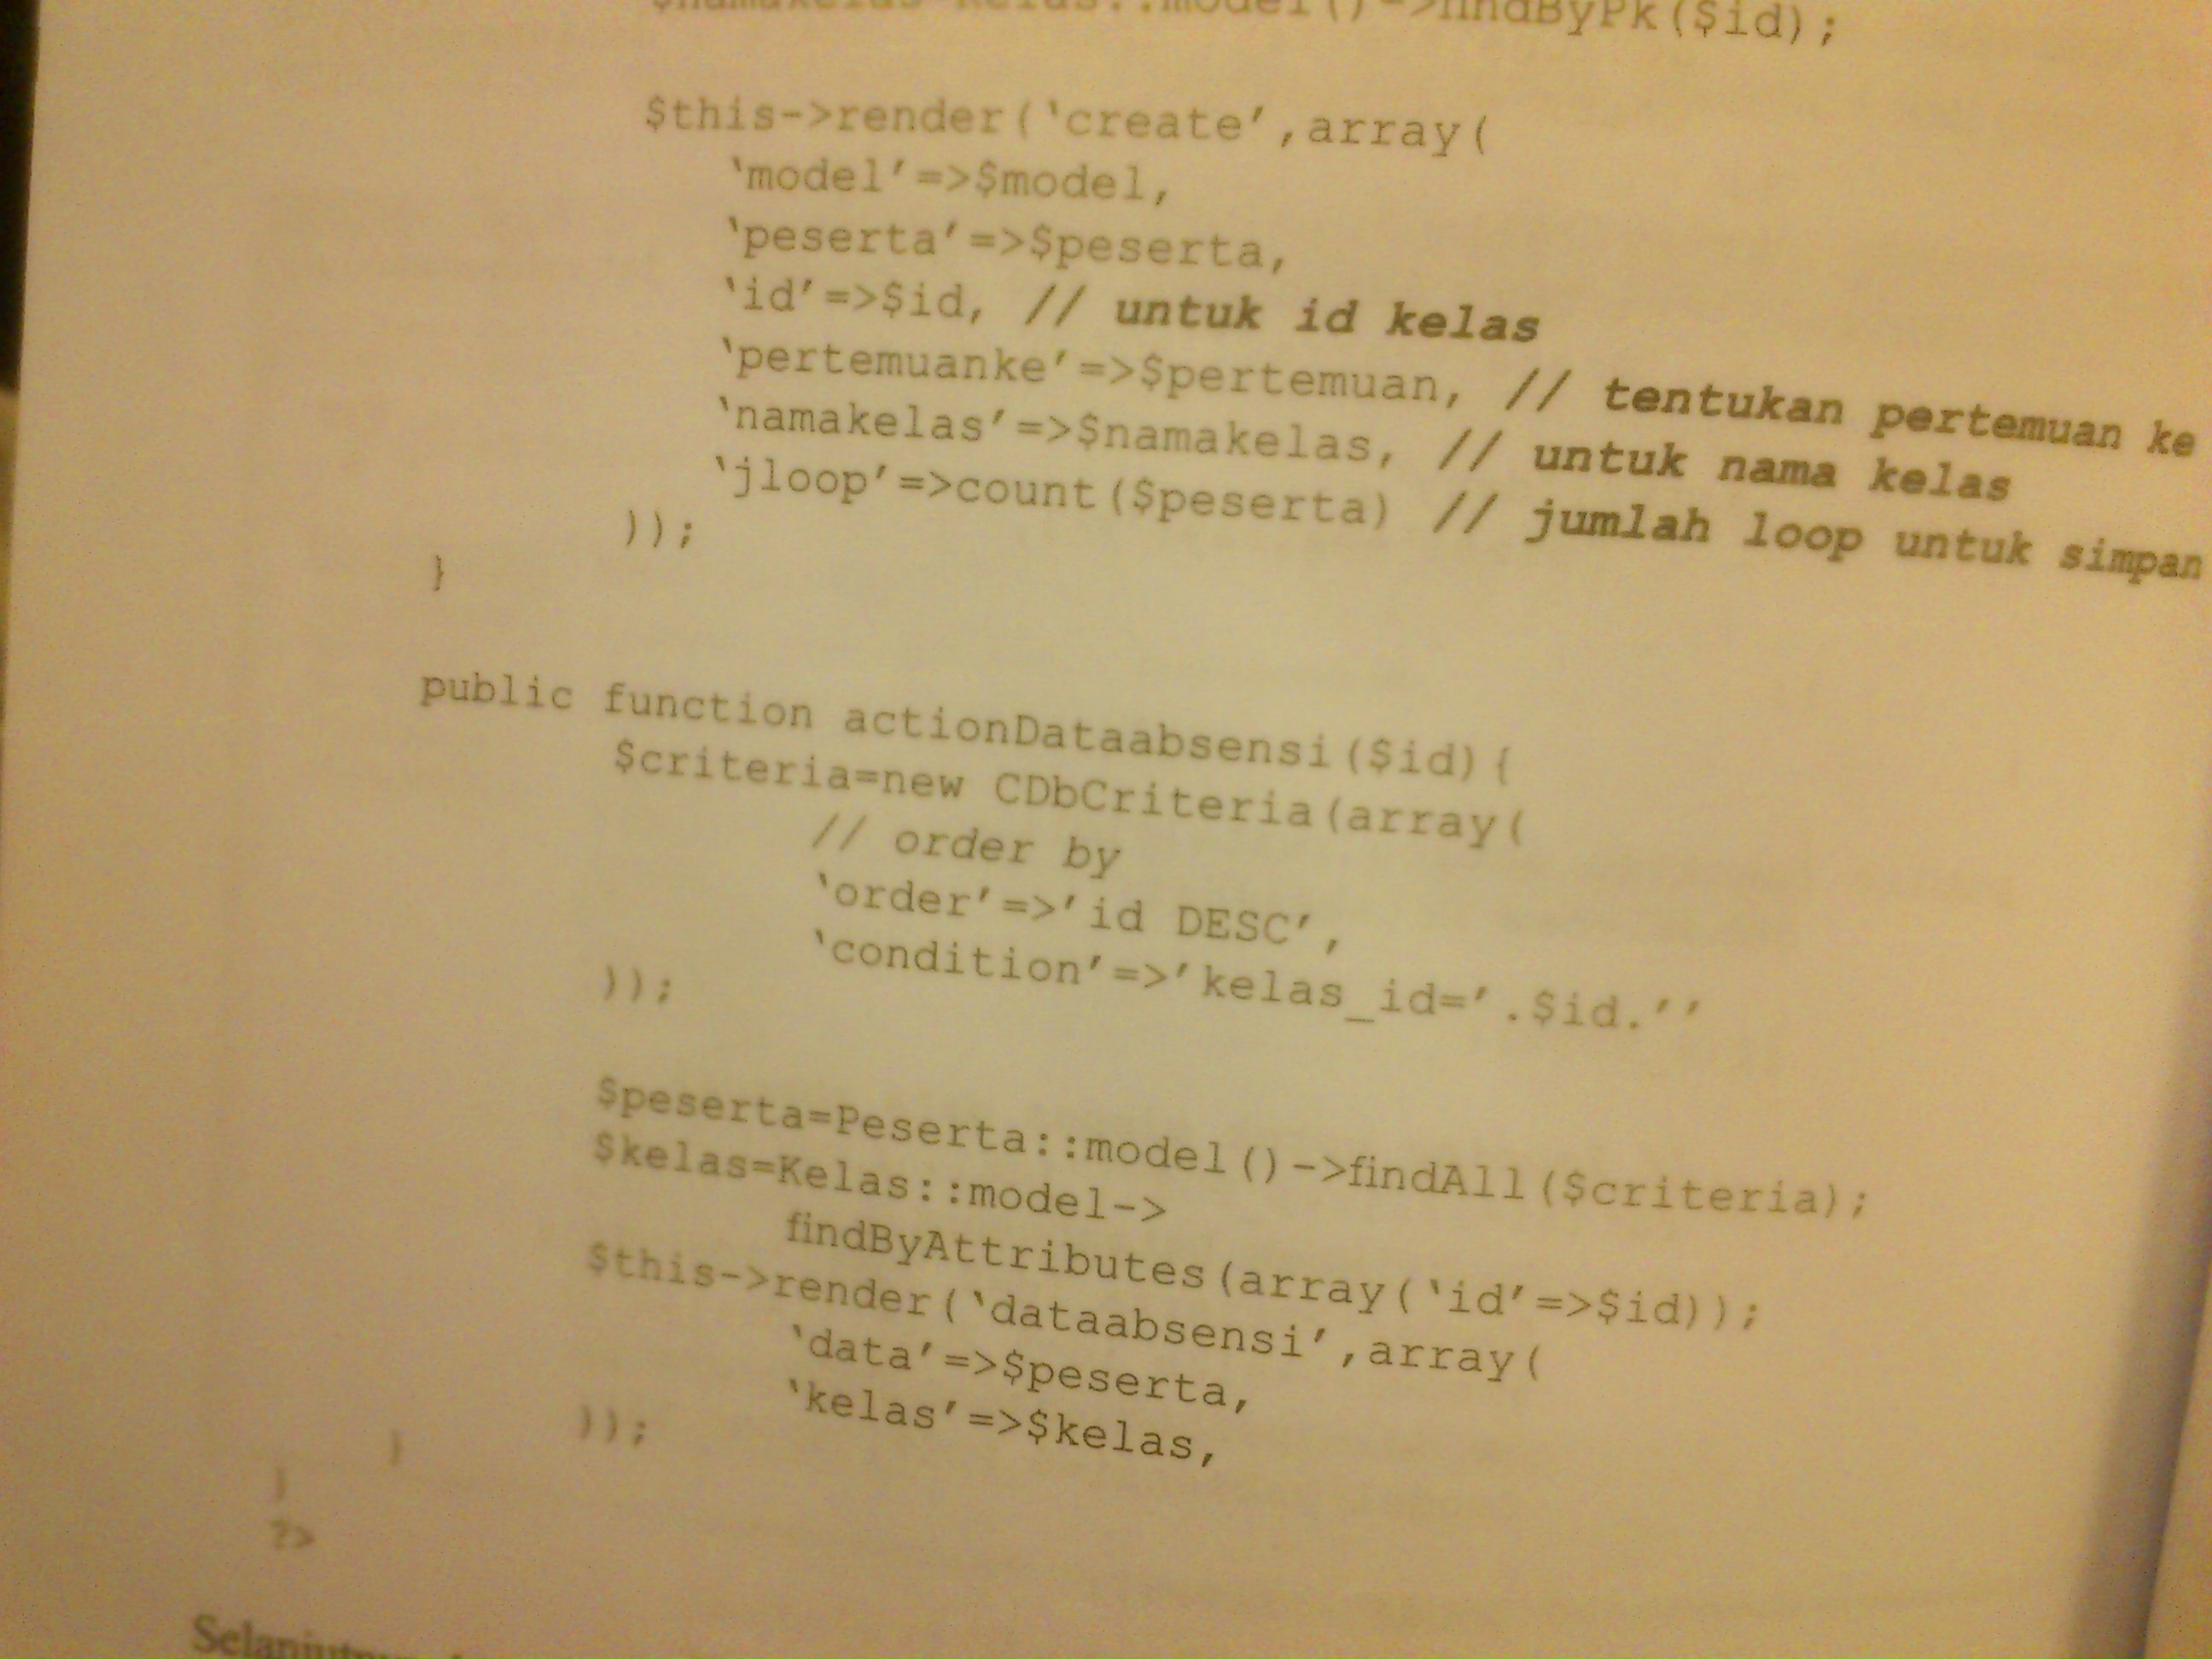 $namakelas=Kelas::model()->findByPk($id);
$this->render(‘create’,array(
‘model’=>$model,
‘peserta’=>$peserta,
‘id’=>$id, // untuk id kelas
‘pertemuanke’=>$pertemuan, // tentukan pertemuan ke
‘namakelas’=>$namakelas, // untuk nama kelas
‘jloop’=>count($peserta) // jumlah loop untuk simpan
));
}
public function actionDataabsensi($id){
$criteria=new CDbCriteria(array(
// order by
‘order’=>’id DESC’,
‘condition’=>’kelas_id=’.$id.’’
));
$peserta=Peserta::model()->findAll($criteria);
$kelas=Kelas::model->
findByAttributes(array(‘id’=>$id));
$this->render(‘dataabsensi’,array(
‘data’=>$peserta,
‘kelas’=>$kelas,
));
}
}
?>